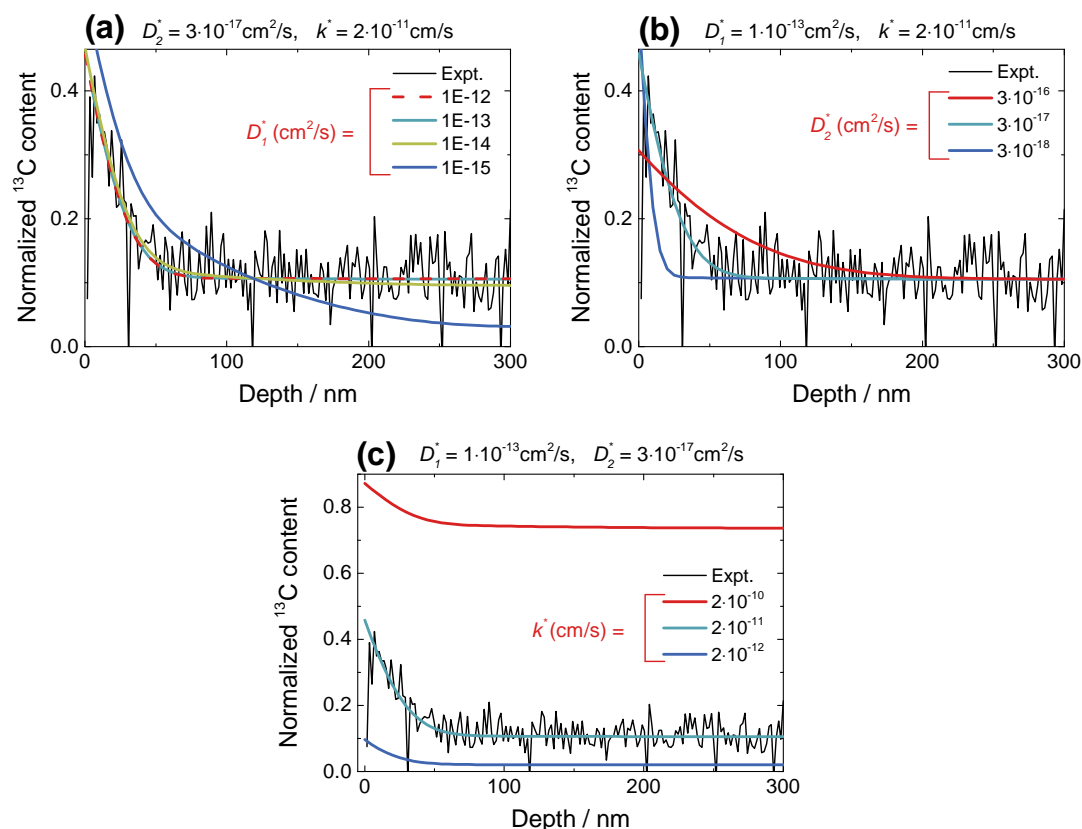 (a) D₂* = 3·10⁻¹⁷cm²/s, k* = 2·10⁻¹¹cm/s
Normalized ¹³C content
0.4
0.2
0.0
Expt.
D₁* (cm²/s) =
1E-12
1E-13
1E-14
1E-15
0 100 200 300
Depth / nm
(b) D₁* = 1·10⁻¹³cm²/s, k* = 2·10⁻¹¹cm/s
Normalized ¹³C content
0.4
0.2
0.0
Expt.
D₂* (cm²/s) =
3·10⁻¹⁶
3·10⁻¹⁷
3·10⁻¹⁸
0 100 200 300
Depth / nm
(c) D₁* = 1·10⁻¹³cm²/s, D₂* = 3·10⁻¹⁷cm²/s
Normalized ¹³C content
0.8
0.6
0.4
0.2
0.0
Expt.
k* (cm/s) =
2·10⁻¹⁰
2·10⁻¹¹
2·10⁻¹²
0 100 200 300
Depth / nm